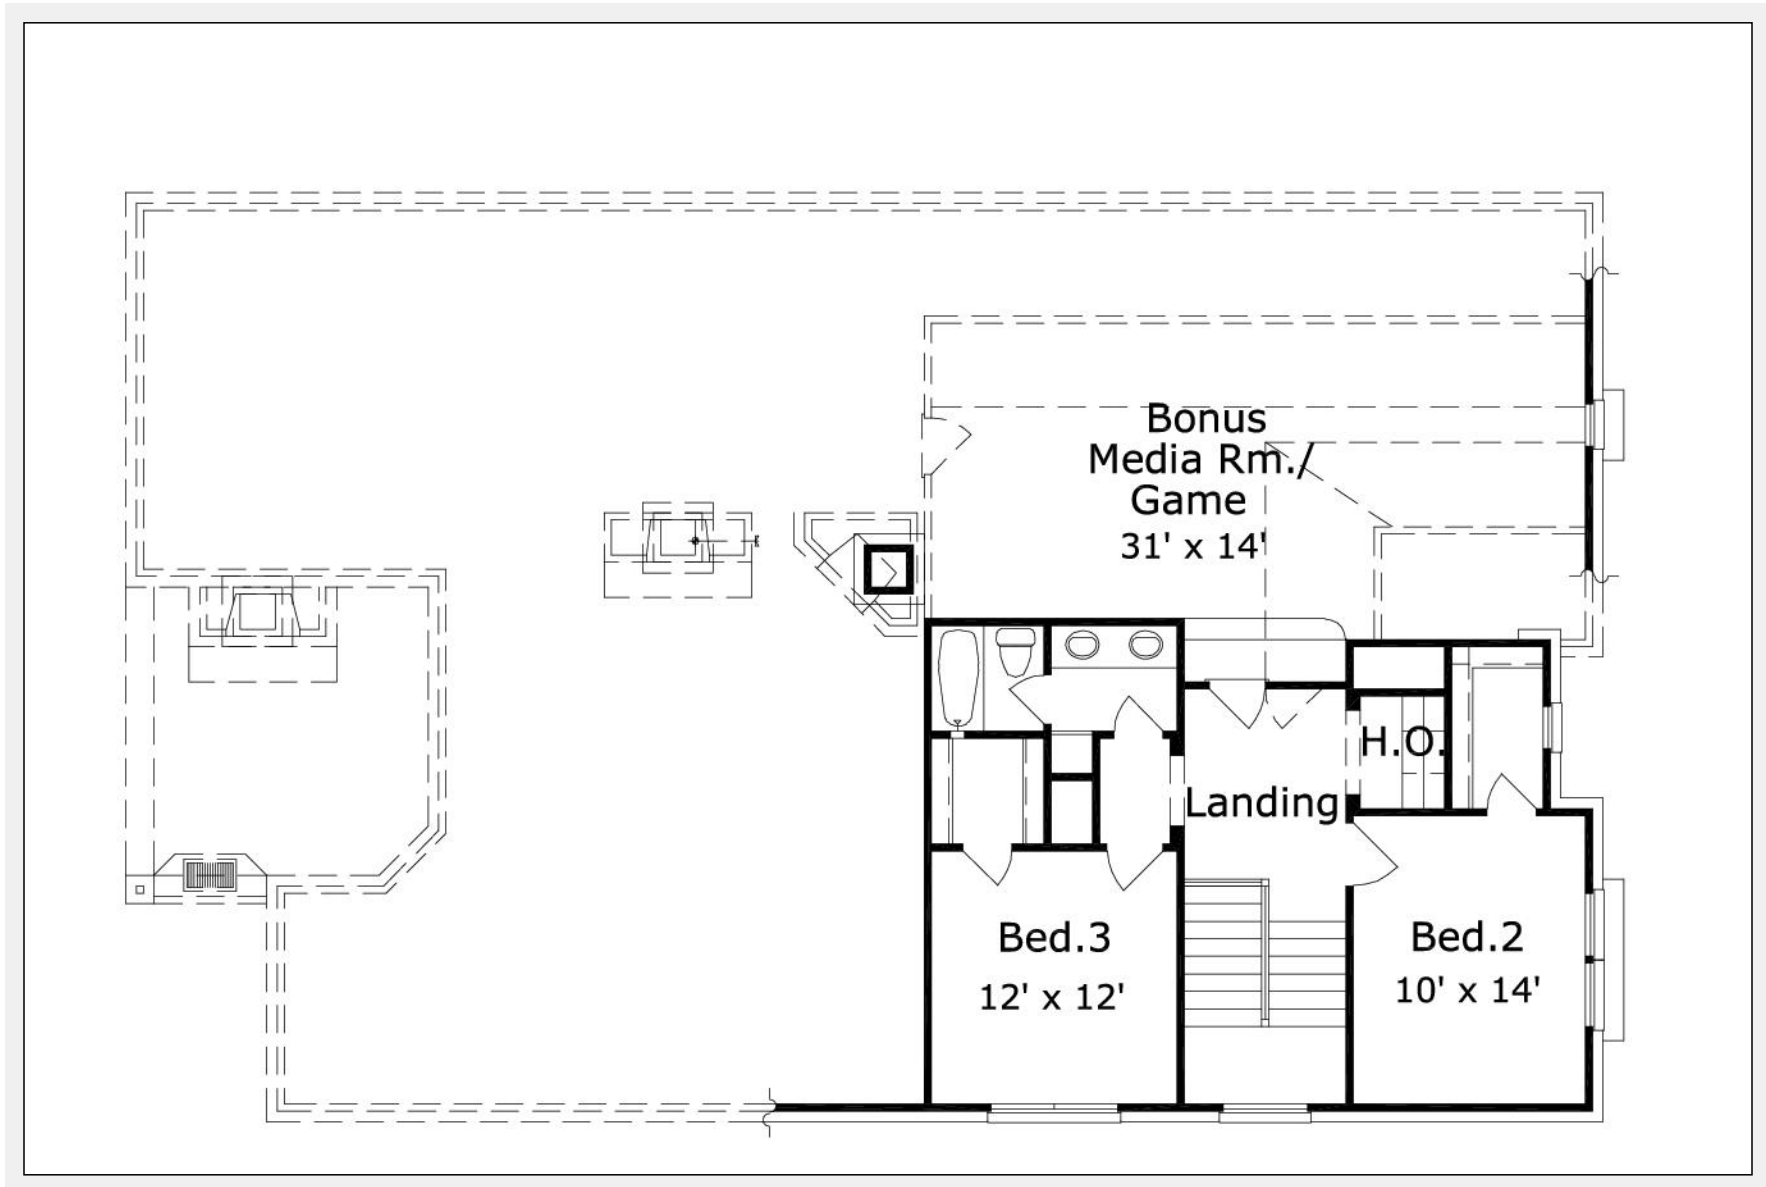 Bonus
Media Rm./
Game
31' x 14'
H.O.
Landing
Bed.3
12' x 12'
Bed.2
10' x 14'